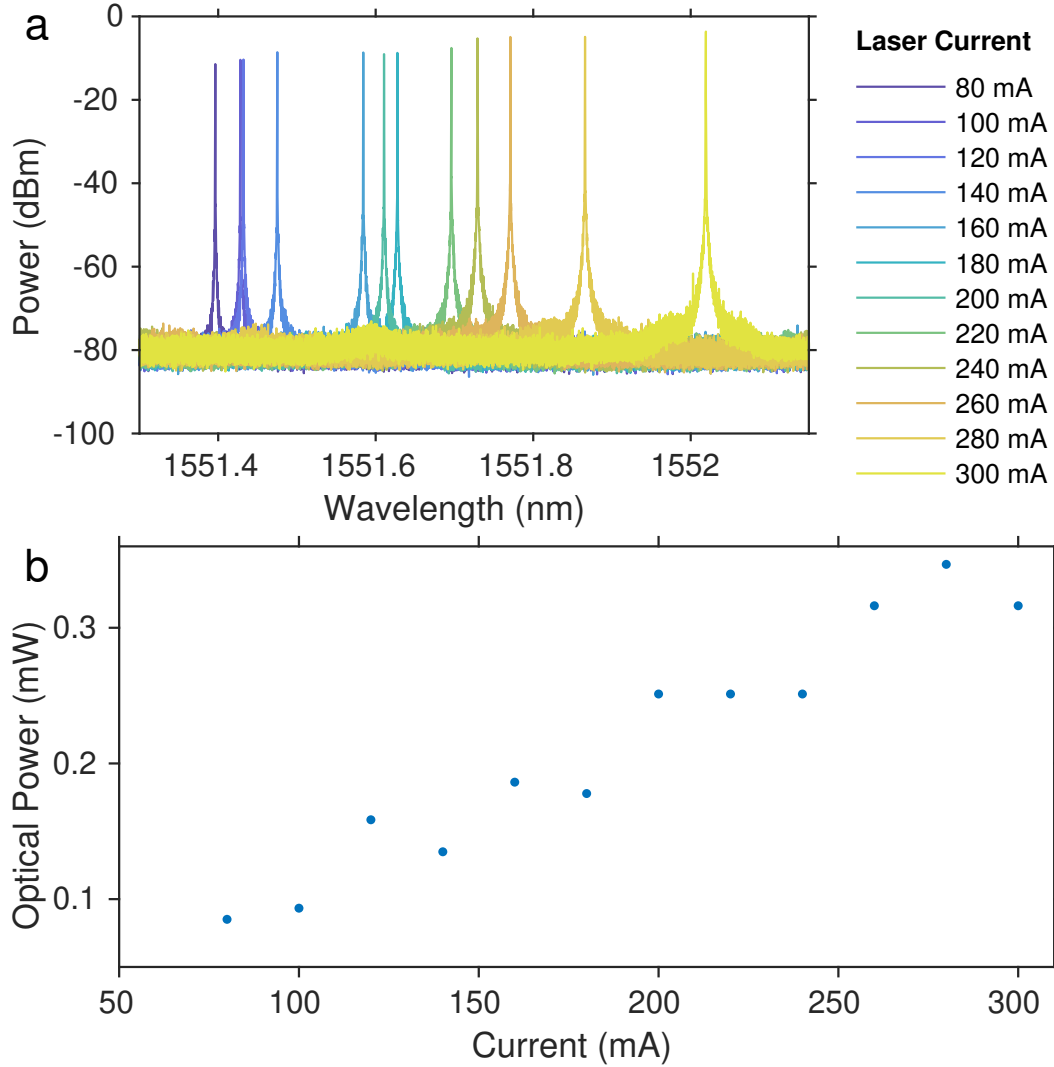 a
0
-20
-40
-60
-80
-100
Power (dBm)
1551.4 1551.6 1551.8 1552
Wavelength (nm)
Laser Current
80 mA
100 mA
120 mA
140 mA
160 mA
180 mA
200 mA
220 mA
240 mA
260 mA
280 mA
300 mA
b
0.3
0.2
0.1
Optical Power (mW)
50 100 150 200 250 300
Current (mA)